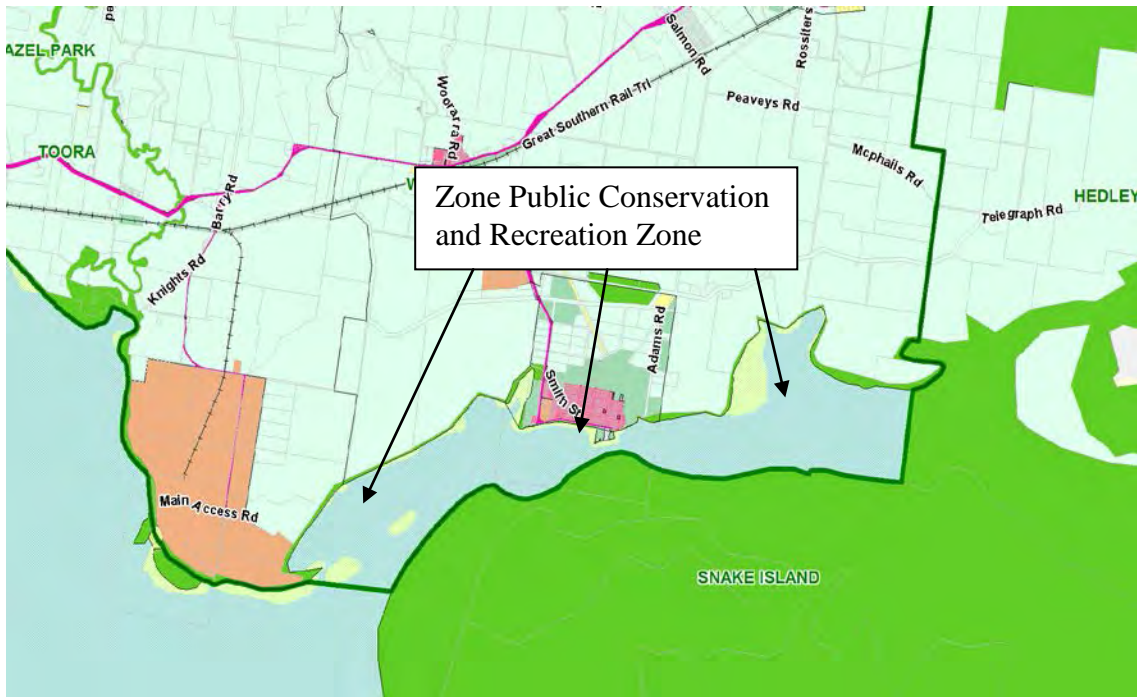 AZEL PARK
Salmon Rd
Rossiters
Woorarra Rd
Great Southern Rail Trl
Peaveys Rd
TOORA
Mcphails Rd
Barry Rd
W
Zone Public Conservation
and Recreation Zone
HEDLEY
Telegraph Rd
Knights Rd
Adams Rd
Smith St
Main Access Rd
SNAKE ISLAND